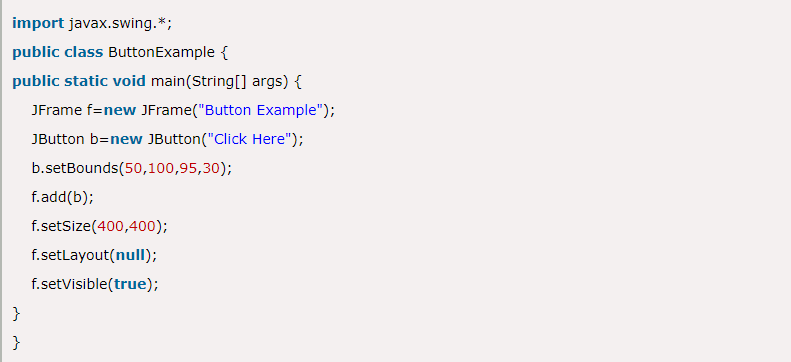 import javax.swing.*;
public class ButtonExample {
public static void main(String[] args) {
    JFrame f=new JFrame("Button Example");
    JButton b=new JButton("Click Here");
    b.setBounds(50,100,95,30);
    f.add(b);
    f.setSize(400,400);
    f.setLayout(null);
    f.setVisible(true);
}
}